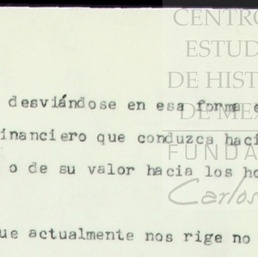 CENTRO
ESTUD
DE HIST
DE ME
desviándose en esa forma e
inanciero que conduzca haci
FUNDA
o de su valor hacia los ho
Carlos
ue actualmente nos rige no